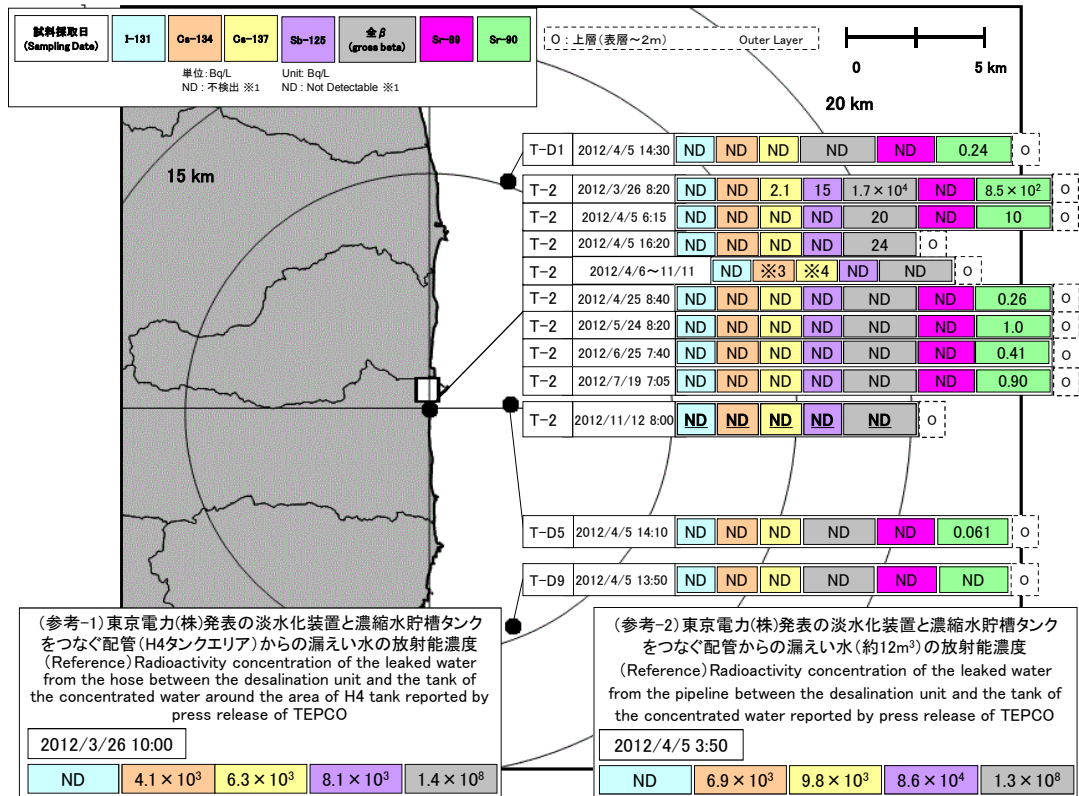 試料採取日 I-131 Cs-134 Cs-137 Sb-125 全β Sr-89 Sr-90
(Sampling Date) (gross beta)
O : 上層(表層～2m) Outer Layer
単位: Bq/L Unit: Bq/L
ND : 不検出 ※1 ND : Not Detectable ※1
0 5 km
20 km
15 km
T-D1 2012/4/5 14:30 ND ND ND ND ND 0.24 O
T-2 2012/3/26 8:20 ND ND 2.1 15 1.7×10⁴ ND 8.5×10² O
T-2 2012/4/5 6:15 ND ND ND ND 20 ND 10 O
T-2 2012/4/5 16:20 ND ND ND ND 24 O
T-2 2012/4/6～11/11 ND ※3 ※4 ND ND O
T-2 2012/4/25 8:40 ND ND ND ND ND ND 0.26 O
T-2 2012/5/24 8:20 ND ND ND ND ND ND 1.0 O
T-2 2012/6/25 7:40 ND ND ND ND ND ND 0.41 O
T-2 2012/7/19 7:05 ND ND ND ND ND ND 0.90 O
T-2 2012/11/12 8:00 ND ND ND ND ND O
T-D5 2012/4/5 14:10 ND ND ND ND ND 0.061 O
T-D9 2012/4/5 13:50 ND ND ND ND ND ND O
(参考-1)東京電力(株)発表の淡水化装置と濃縮水貯槽タンク
をつなぐ配管(H4タンクエリア)からの漏えい水の放射能濃度
(Reference)Radioactivity concentration of the leaked water
from the hose between the desalination unit and the tank of
the concentrated water around the area of H4 tank reported by
press release of TEPCO
2012/3/26 10:00
ND 4.1×10³ 6.3×10³ 8.1×10³ 1.4×10⁸
(参考-2)東京電力(株)発表の淡水化装置と濃縮水貯槽タンク
をつなぐ配管からの漏えい水(約12m³)の放射能濃度
(Reference)Radioactivity concentration of the leaked water
from the pipeline between the desalination unit and the tank of
the concentrated water reported by press release of TEPCO
2012/4/5 3:50
ND 6.9×10³ 9.8×10³ 8.6×10⁴ 1.3×10⁸